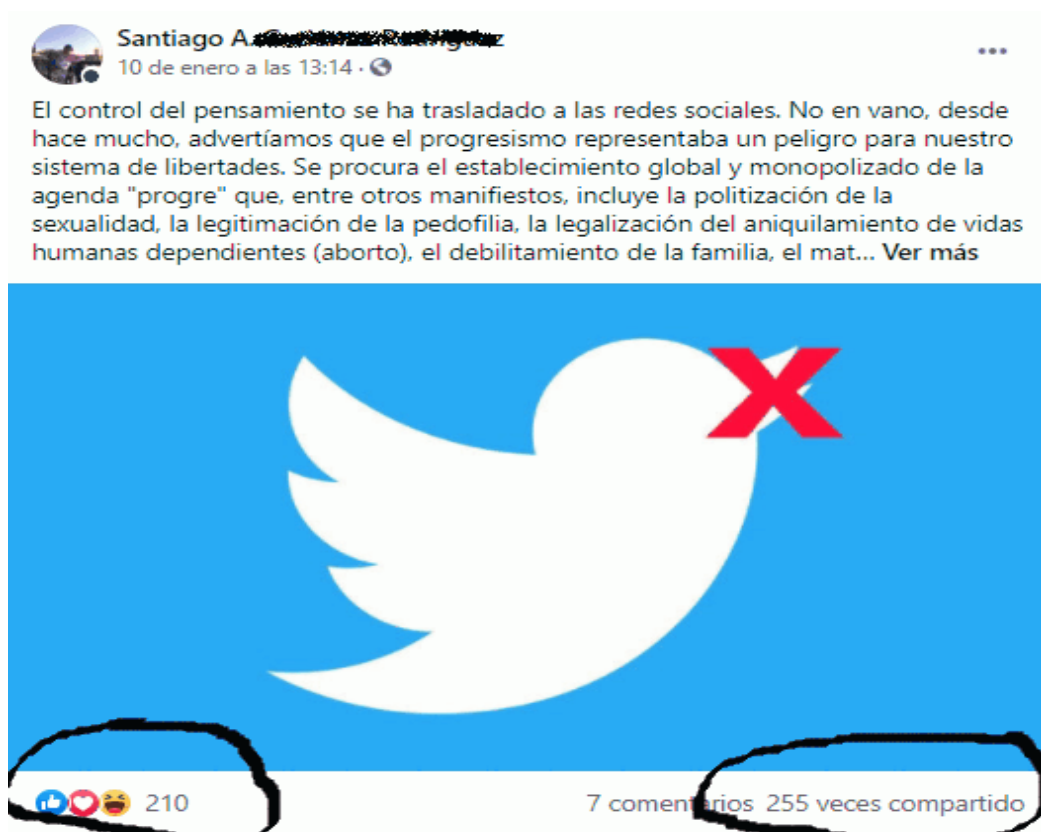 Santiago A.
10 de enero a las 13:14 ·
El control del pensamiento se ha trasladado a las redes sociales. No en vano, desde
hace mucho, advertíamos que el progresismo representaba un peligro para nuestro
sistema de libertades. Se procura el establecimiento global y monopolizado de la
agenda "progre" que, entre otros manifiestos, incluye la politización de la
sexualidad, la legitimación de la pedofilia, la legalización del aniquilamiento de vidas
humanas dependientes (aborto), el debilitamiento de la familia, el mat... Ver más
X
210
7 comentarios 255 veces compartido